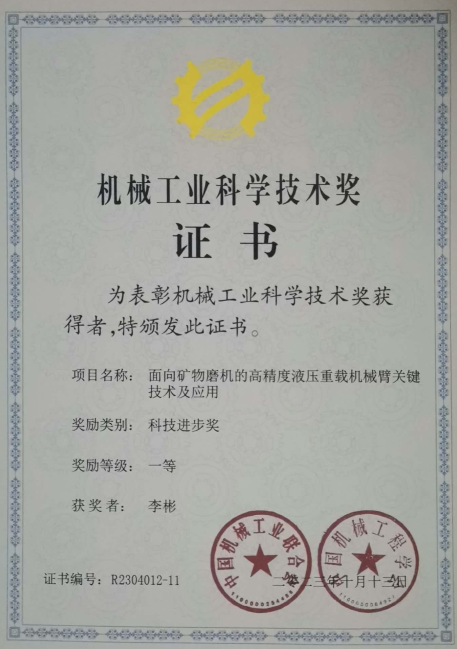 机械工业科学技术奖
证书
为表彰机械工业科学技术奖获
得者,特颁发此证书。
项目名称: 面向矿物磨机的高精度液压重载机械臂关键
技术及应用
奖励类别: 科技进步奖
奖励等级: 一等
获奖者: 李彬
中国机械工业联合会
中国机械工程学会
证书编号: R2304012-11
二〇二三年十月十三日